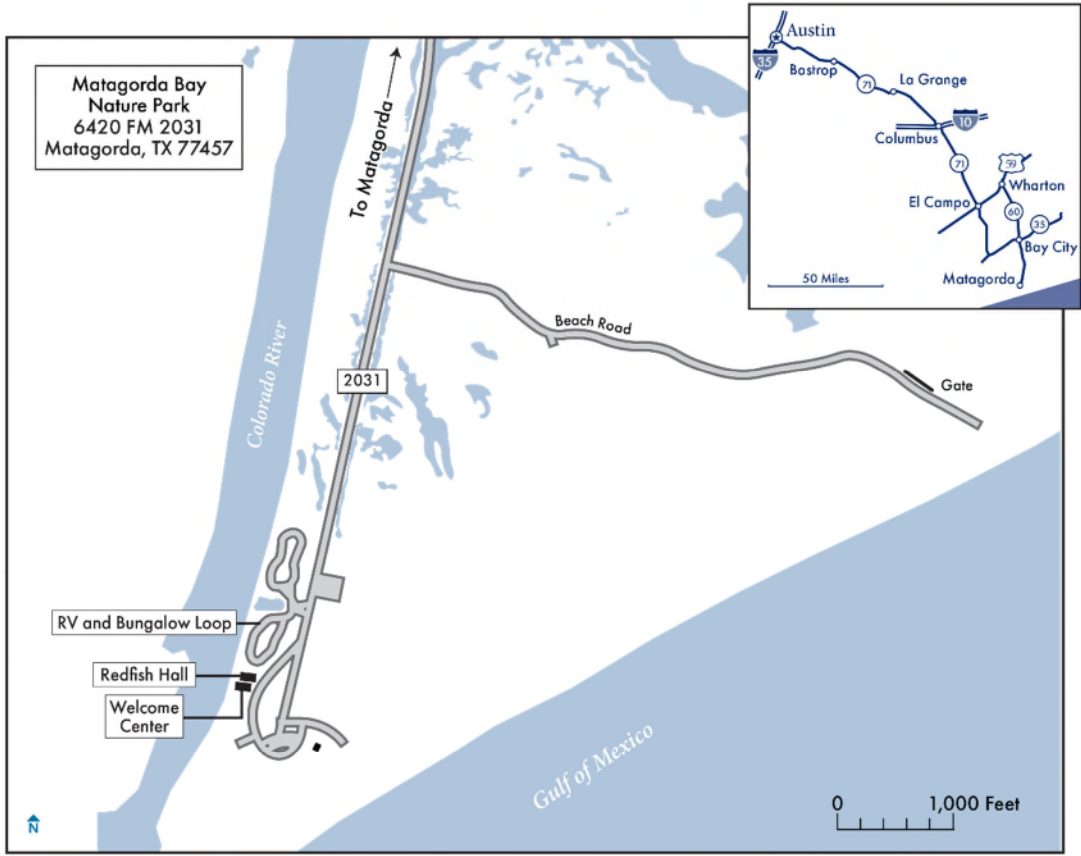 Matagorda Bay
Nature Park
6420 FM 2031
Matagorda, TX 77457
To Matagorda
Austin
35
Bastrop
71
La Grange
10
Columbus
71
59
Wharton
El Campo
60
35
Bay City
Matagorda
50 Miles
Beach Road
Gate
2031
Colorado River
RV and Bungalow Loop
Redfish Hall
Welcome
Center
Gulf of Mexico
0 1,000 Feet
N